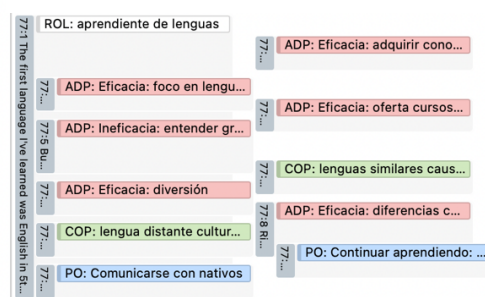 77:1 The first language I've learned was English in 5t...
ROL: aprendiente de lenguas
77:...
ADP: Eficacia: foco en lengu...
77:5 Bu...
ADP: Ineficacia: entender gr...
77:...
ADP: Eficacia: diversión
77:...
COP: lengua distante cultur...
77:...
PO: Comunicarse con nativos
77:...
ADP: Eficacia: adquirir cono...
77:...
ADP: Eficacia: oferta cursos...
77:...
COP: lenguas similares caus...
77:8 Ri...
ADP: Eficacia: diferencias c...
77:...
PO: Continuar aprendiendo: ...